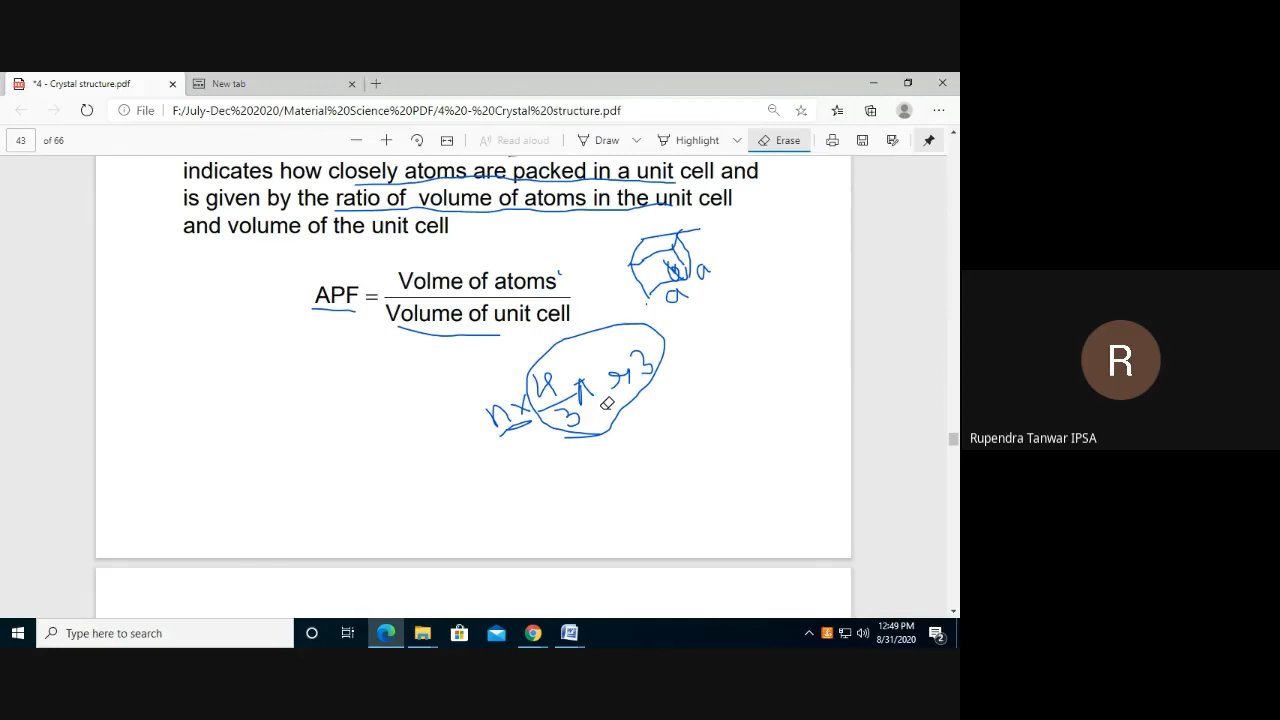 *4 - Crystal structure.pdf
New tab
File
F:/July-Dec%202020/Material%20Science%20PDF/4%20-%20Crystal%20structure.pdf
43 of 66
Read aloud
Draw
Highlight
Erase
indicates how closely atoms are packed in a unit cell and
is given by the ratio of volume of atoms in the unit cell
and volume of the unit cell
APF = Volme of atoms
Volume of unit cell
a
a
n x 4/3 π r3
R
Rupendra Tanwar IPSA
Type here to search
12:49 PM
8/31/2020
2